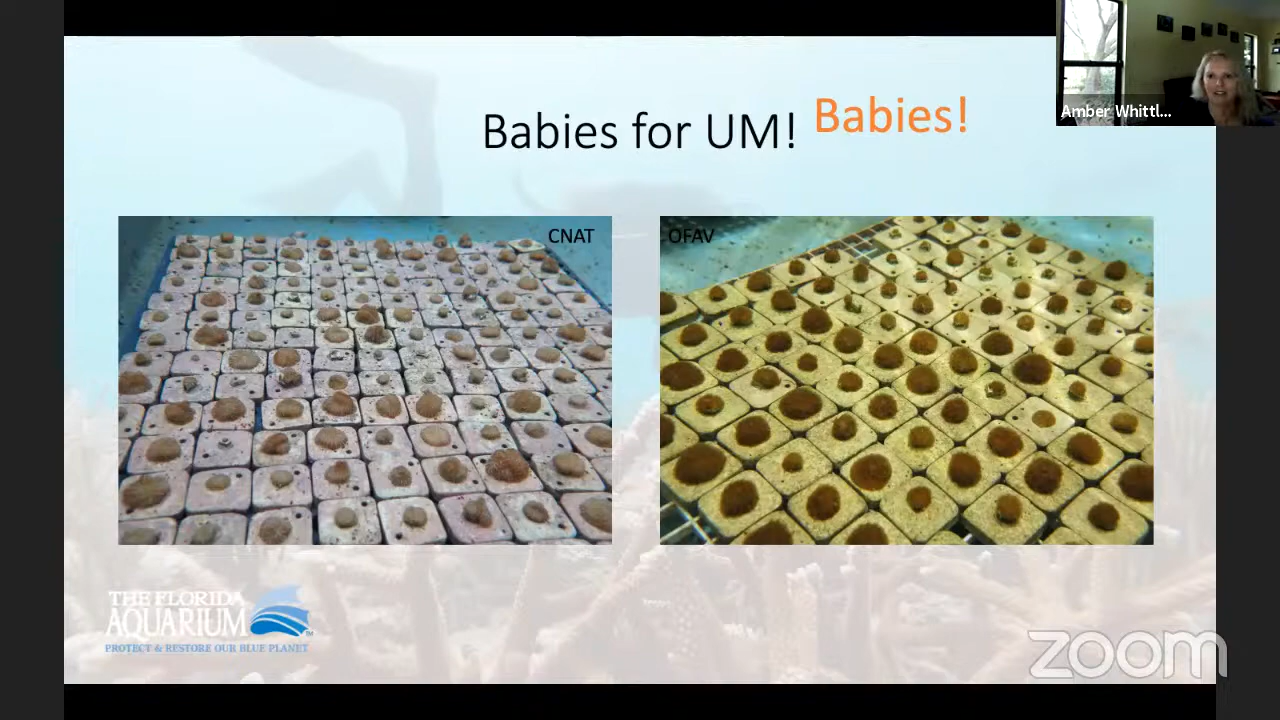 Babies for UM!
Babies!
Amber Whittl...
CNAT
OFAV
THE FLORIDA
AQUARIUM
PROTECT & RESTORE OUR BLUE PLANET
zoom